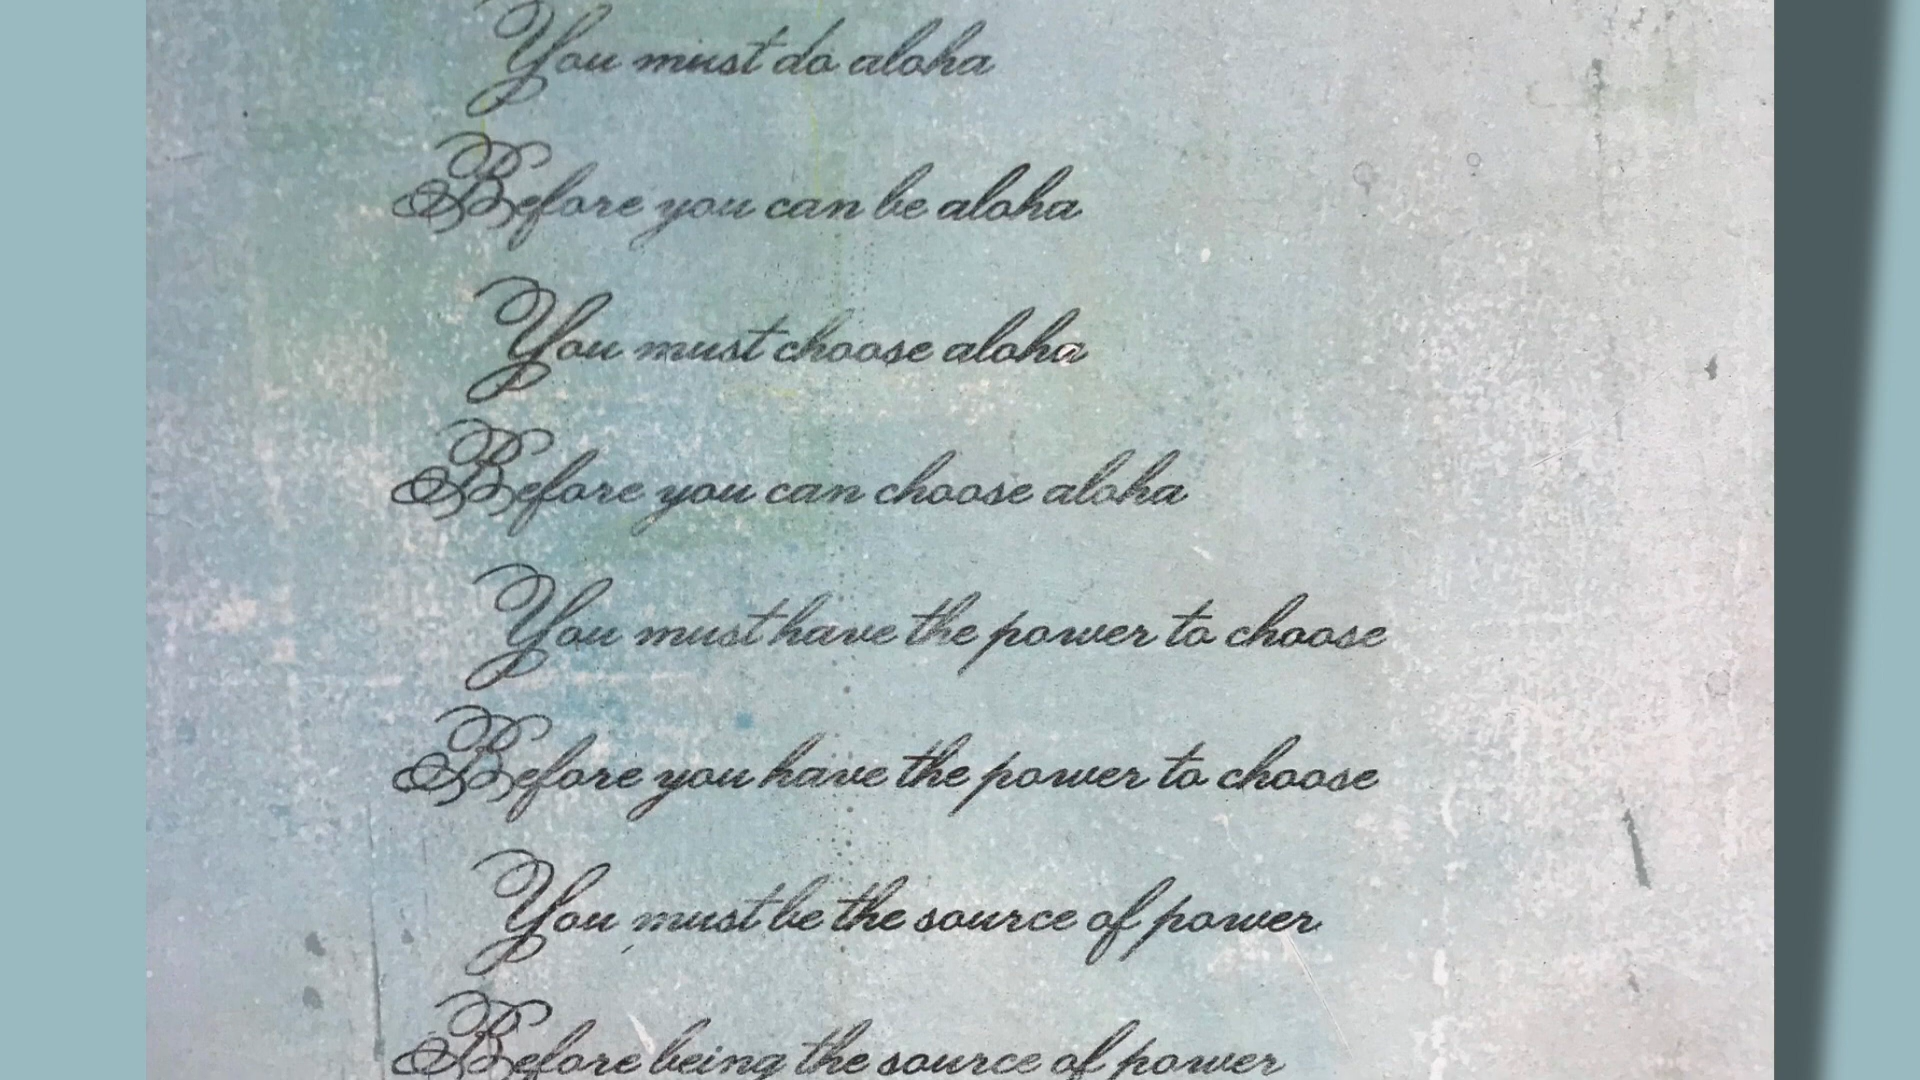 You must do aloha
Before you can be aloha
You must choose aloha
Before you can choose aloha
You must have the power to choose
Before you have the power to choose
You must be the source of power
Before being the source of power